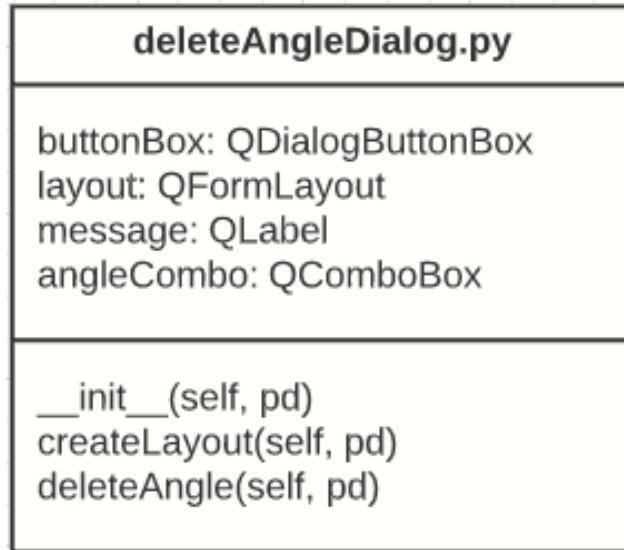 deleteAngleDialog.py
buttonBox: QDialogButtonBox
layout: QFormLayout
message: QLabel
angleCombo: QComboBox
__init__(self, pd)
createLayout(self, pd)
deleteAngle(self, pd)